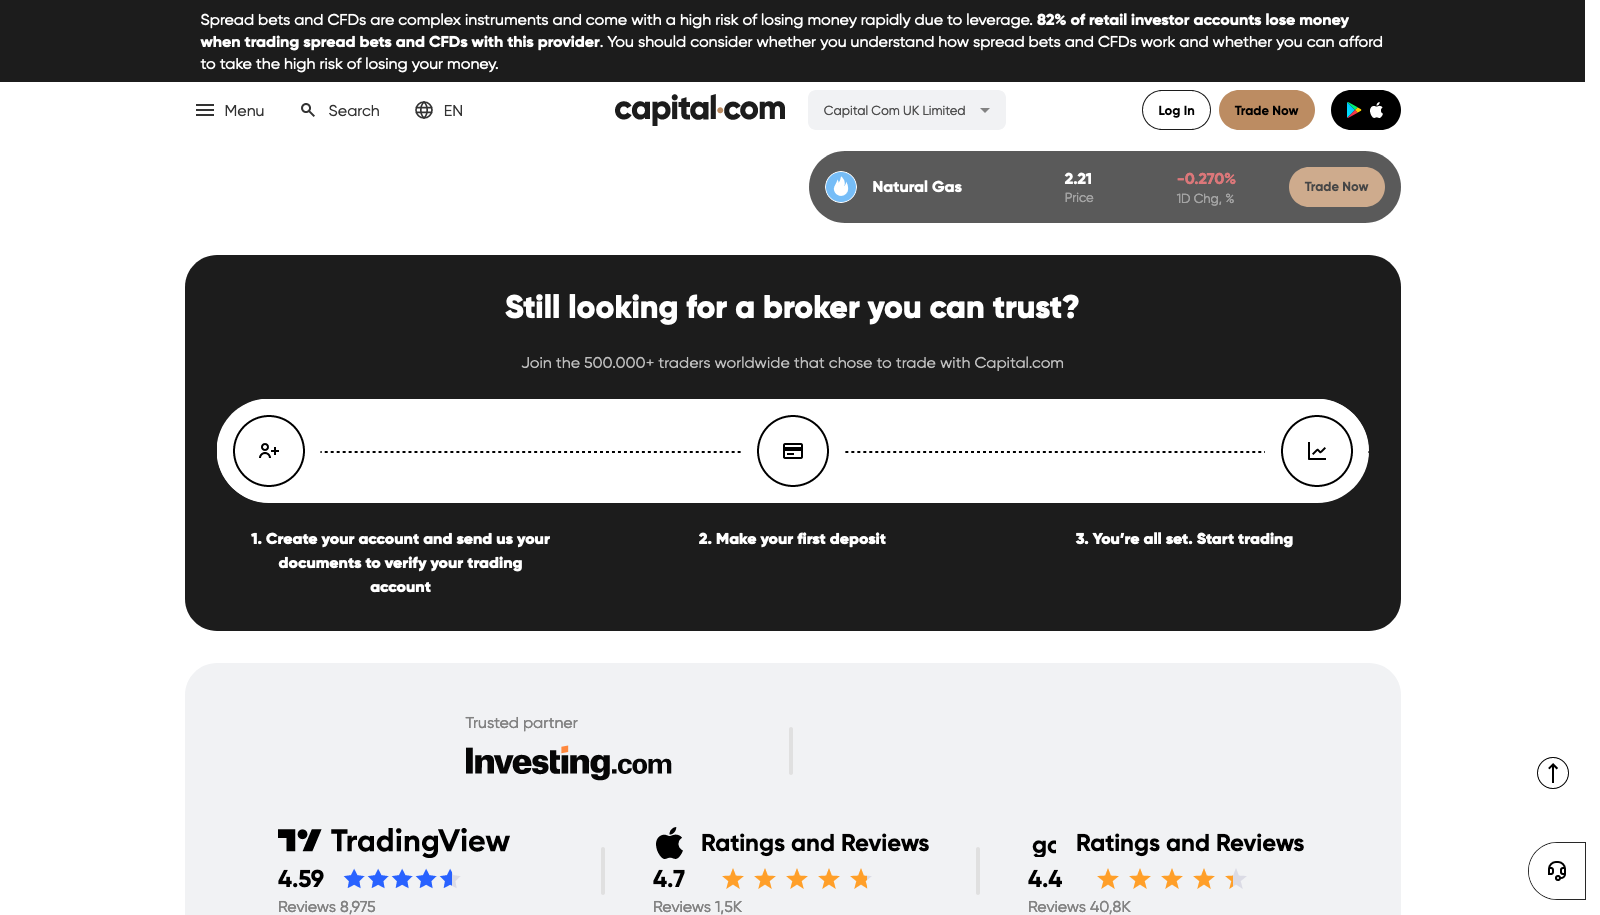 Spread bets and CFDs are complex instruments and come with a high risk of losing money rapidly due to leverage. 82% of retail investor accounts lose money
when trading spread bets and CFDs with this provider. You should consider whether you understand how spread bets and CFDs work and whether you can afford
to take the high risk of losing your money.
Menu
Search
EN
capital.com
Capital Com UK Limited
Log In
Trade Now
Natural Gas
2.21
Price
-0.270%
1D Chg, %
Trade Now
Still looking for a broker you can trust?
Join the 500.000+ traders worldwide that chose to trade with Capital.com
1. Create your account and send us your
documents to verify your trading
account
2. Make your first deposit
3. You’re all set. Start trading
Trusted partner
Investing.com
TradingView
4.59
Reviews 8,975
Ratings and Reviews
4.7
Reviews 1,5K
Ratings and Reviews
4.4
Reviews 40,8K